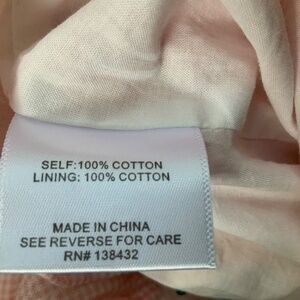 SELF:100% COTTON
LINING: 100% COTTON
MADE IN CHINA
SEE REVERSE FOR CARE
RN# 138432